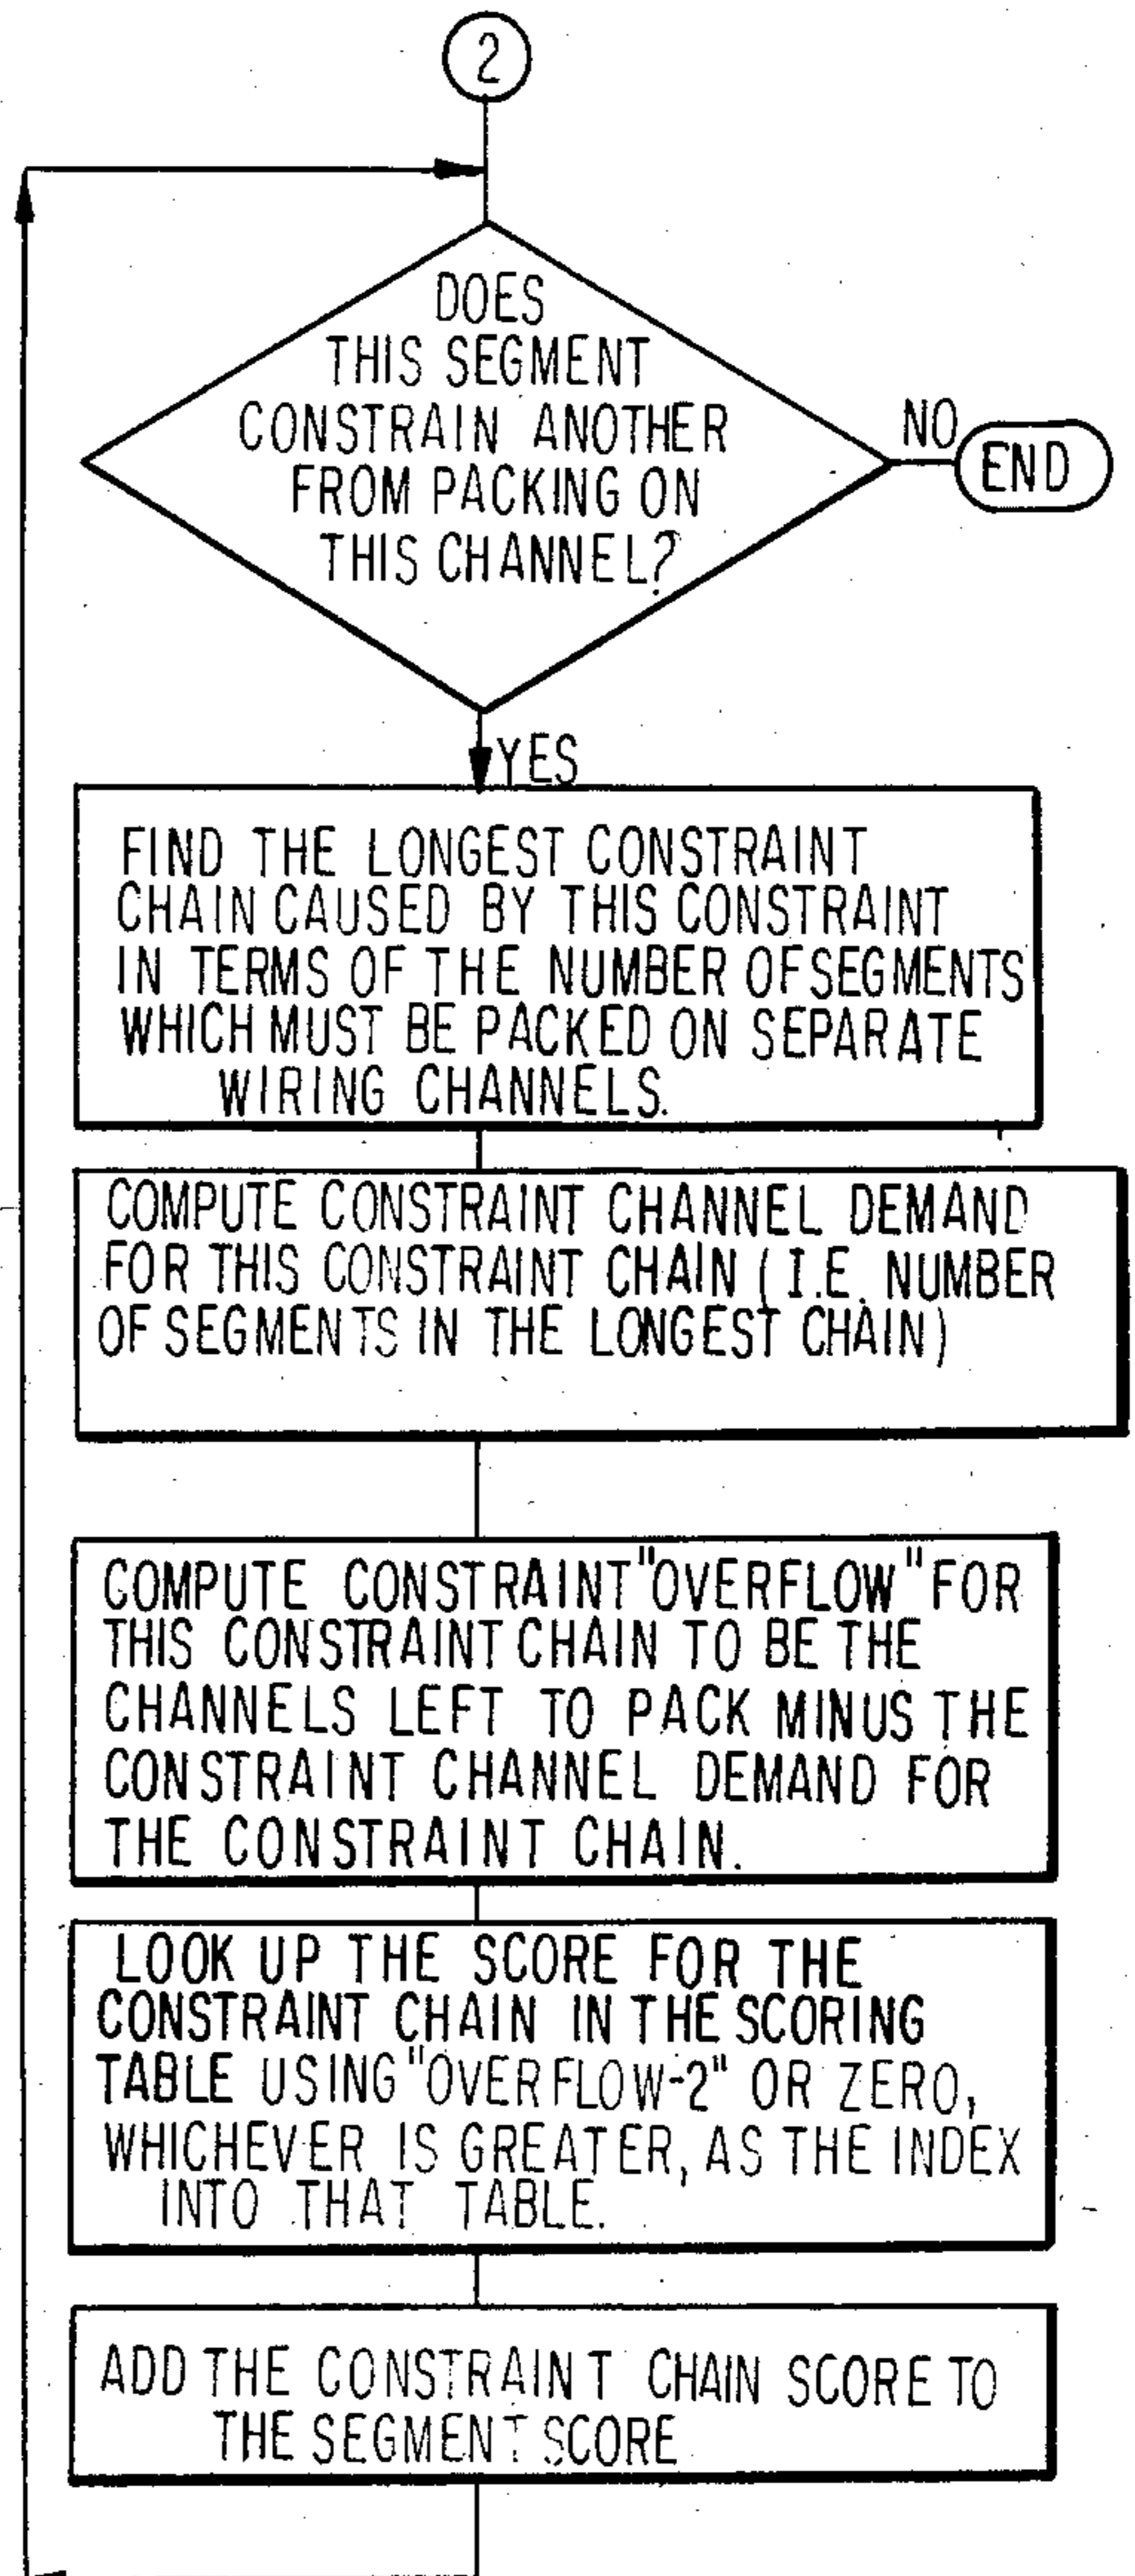 2
DOES
THIS SEGMENT
CONSTRAIN ANOTHER
FROM PACKING ON
THIS CHANNEL?
NO
END
YES
FIND THE LONGEST CONSTRAINT
CHAIN CAUSED BY THIS CONSTRAINT
IN TERMS OF THE NUMBER OF SEGMENTS
WHICH MUST BE PACKED ON SEPARATE
WIRING CHANNELS.
COMPUTE CONSTRAINT CHANNEL DEMAND
FOR THIS CONSTRAINT CHAIN (I.E. NUMBER
OF SEGMENTS IN THE LONGEST CHAIN)
COMPUTE CONSTRAINT "OVERFLOW" FOR
THIS CONSTRAINT CHAIN TO BE THE
CHANNELS LEFT TO PACK MINUS THE
CONSTRAINT CHANNEL DEMAND FOR
THE CONSTRAINT CHAIN.
LOOK UP THE SCORE FOR THE
CONSTRAINT CHAIN IN THE SCORING
TABLE USING "OVERFLOW-2" OR ZERO,
WHICHEVER IS GREATER, AS THE INDEX
INTO THAT TABLE.
ADD THE CONSTRAINT CHAIN SCORE TO
THE SEGMENT SCORE